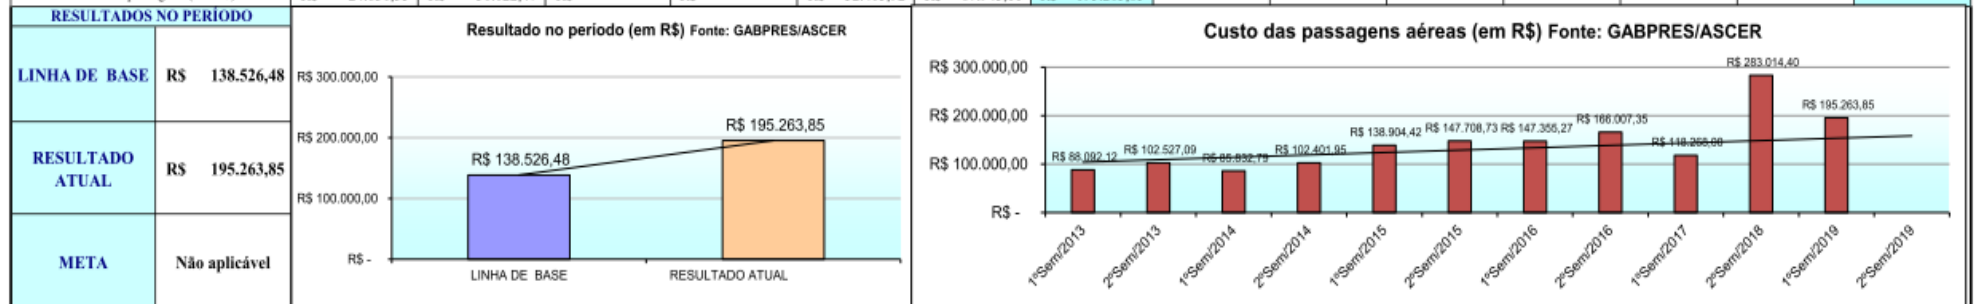 RESULTADOS NO PERÍODO
LINHA DE BASE R$ 138.526,48
RESULTADO ATUAL R$ 195.263,85
META Não aplicável
Resultado no período (em R$) Fonte: GABPRES/ASCER
R$ 300.000,00
R$ 200.000,00
R$ 100.000,00
R$ -
R$ 138.526,48
R$ 195.263,85
LINHA DE BASE
RESULTADO ATUAL
Custo das passagens aéreas (em R$) Fonte: GABPRES/ASCER
R$ 300.000,00
R$ 200.000,00
R$ 100.000,00
R$ -
R$ 88.092,12
R$ 102.527,09
R$ 85.832,79
R$ 102.401,95
R$ 138.904,42
R$ 147.708,73
R$ 147.355,27
R$ 166.007,35
R$ 283.014,40
R$ 195.263,85
1ºSem/2013
2ºSem/2013
1ºSem/2014
2ºSem/2014
1ºSem/2015
2ºSem/2015
1ºSem/2016
2ºSem/2016
1ºSem/2017
2ºSem/2018
1ºSem/2019
2ºSem/2019